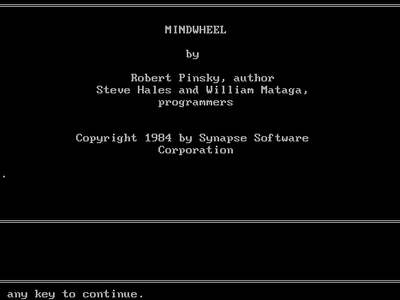 MINDWHEEL
by
Robert Pinsky, author
Steve Hales and William Mataga,
programmers
Copyright 1984 by Synapse Software
Corporation
.
any key to continue.